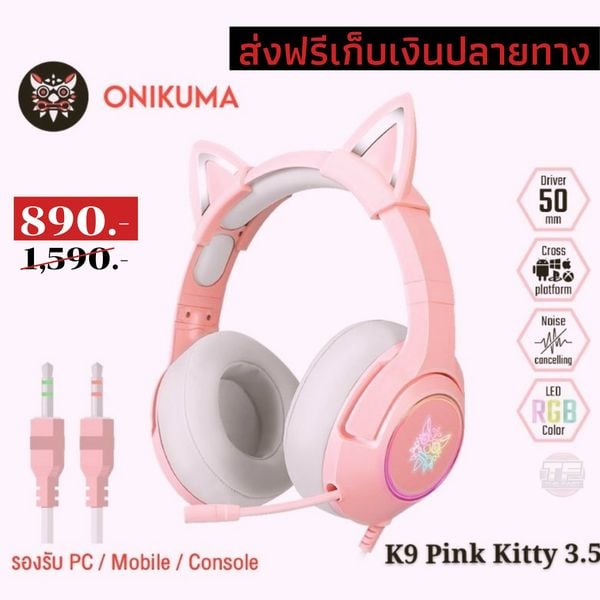 ส่งฟรีเก็บเงินปลายทาง
ONIKUMA
890.-
1,590.-
Driver
50
mm
Cross
platform
Noise
cancelling
LED
RGB
Color
รองรับ PC / Mobile / Console
K9 Pink Kitty 3.5